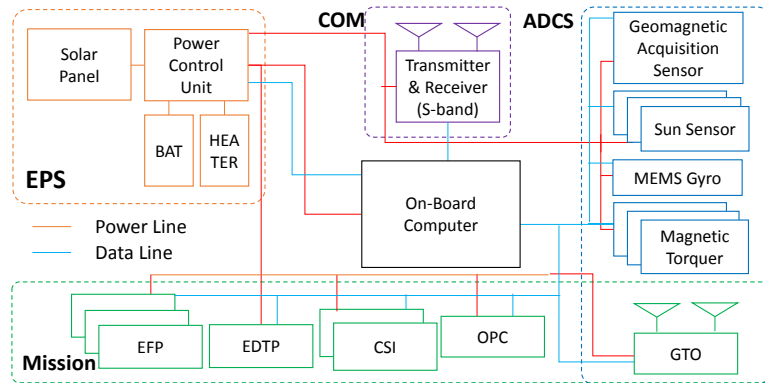 COM
ADCS
Solar
Panel
Power
Control
Unit
BAT
HEA
TER
EPS
Transmitter
& Receiver
(S-band)
Geomagnetic
Acquisition
Sensor
Sun Sensor
MEMS Gyro
Magnetic
Torquer
On-Board
Computer
Power Line
Data Line
Mission
EFP
EDTP
CSI
OPC
GTO